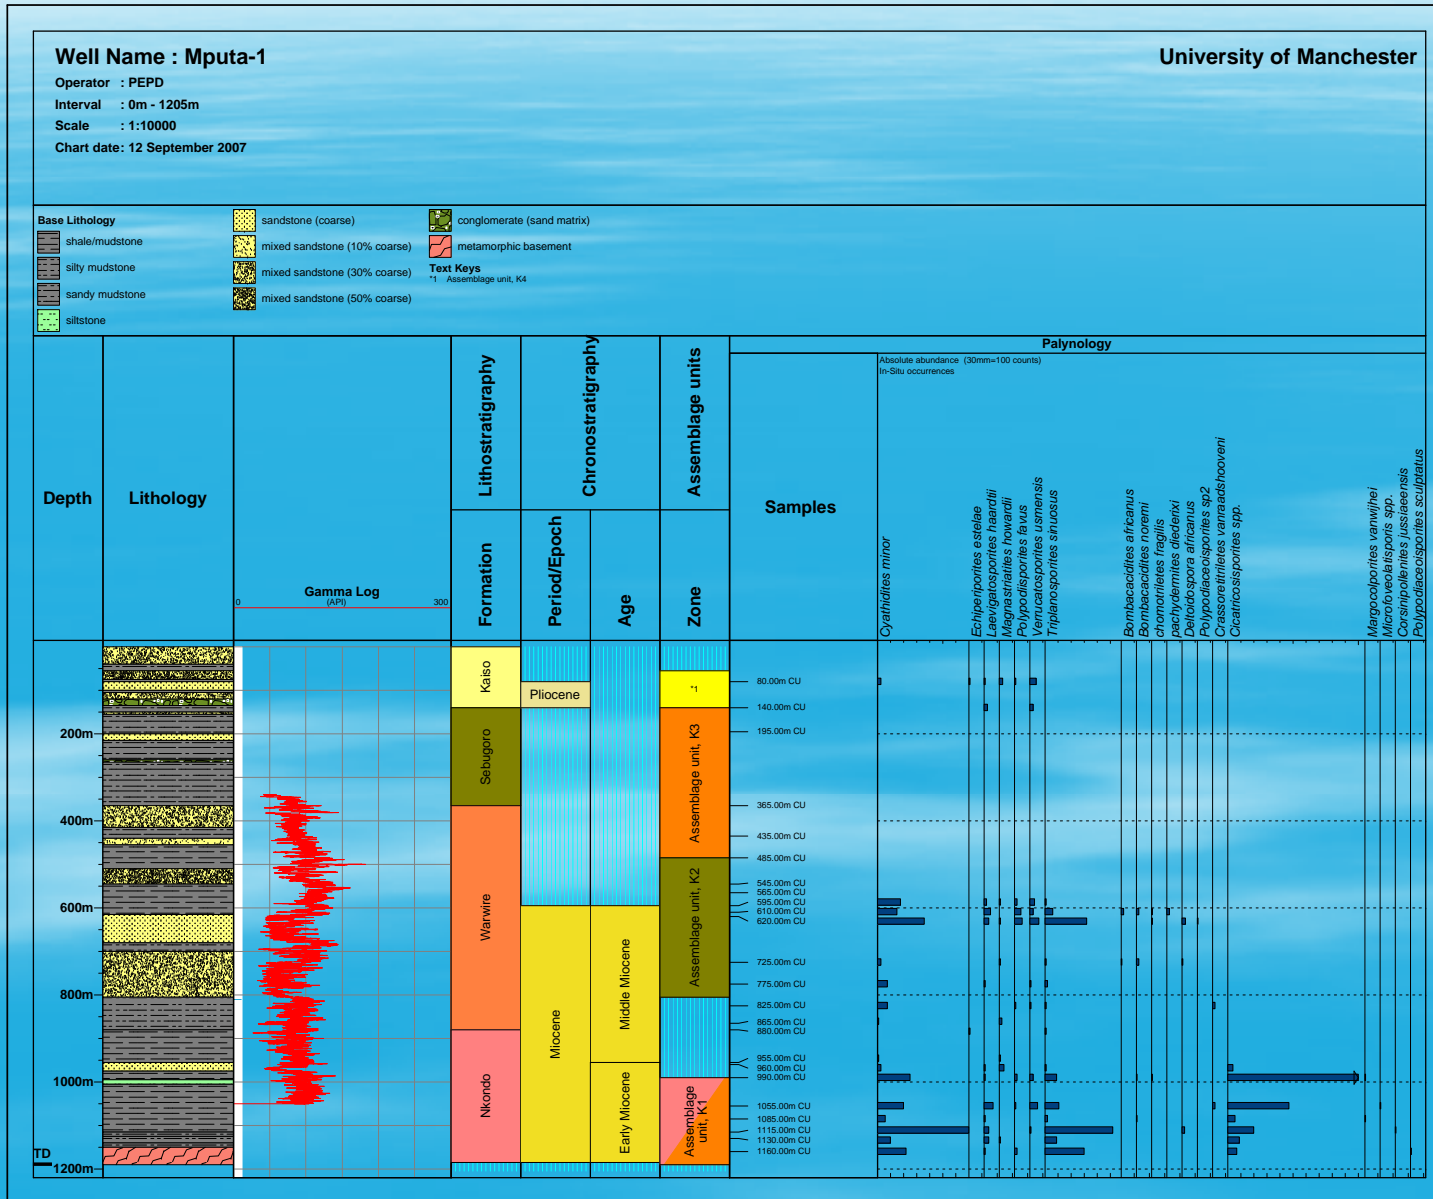 Well Name : Mputa-1
University of Manchester
Operator : PEPD
Interval : 0m - 1205m
Scale : 1:10000
Chart date: 12 September 2007
Base Lithology
shale/mudstone
silty mudstone
sandy mudstone
siltstone
sandstone (coarse)
mixed sandstone (10% coarse)
mixed sandstone (30% coarse)
mixed sandstone (50% coarse)
conglomerate (sand matrix)
metamorphic basement
Text Keys
*1 Assemblage unit, K4
Depth
Lithology
Gamma Log
(API)
0
300
Lithostratigraphy
Formation
Chronostratigraphy
Period/Epoch
Age
Assemblage units
Zone
Samples
Palynology
Absolute abundance (30mm=100 counts)
In-Situ occurrences
Cyathidites minor
Echiperiporites estelae
Laevigatosporites haardtii
Magnastriatites howardii
Polypodiisporites favus
Verrucatosporites usmensis
Triplanosporites sinuosus
Bombacacidites africanus
Bombacacidites noremi
chomotriletes fragilis
pachydermites diederixi
Deltoidospora africanus
Polypodiaceoisporites sp2
Crassoretitriletes vanraadshooveni
Cicatricosisporites spp.
Margocolporites vanwijhei
Microfoveolatisporis spp.
Corsinipollenites jussiaeensis
Polypodiaceoisporites sculptatus
200m
400m
600m
800m
1000m
TD
1200m
Kaiso
Sebugoro
Warwire
Nkondo
Pliocene
Miocene
Middle Miocene
Early Miocene
*1
Assemblage unit, K3
Assemblage unit, K2
Assemblage
unit, K1
80.00m CU
140.00m CU
195.00m CU
365.00m CU
435.00m CU
485.00m CU
545.00m CU
565.00m CU
595.00m CU
610.00m CU
620.00m CU
725.00m CU
775.00m CU
825.00m CU
865.00m CU
880.00m CU
955.00m CU
960.00m CU
990.00m CU
1055.00m CU
1085.00m CU
1115.00m CU
1130.00m CU
1160.00m CU